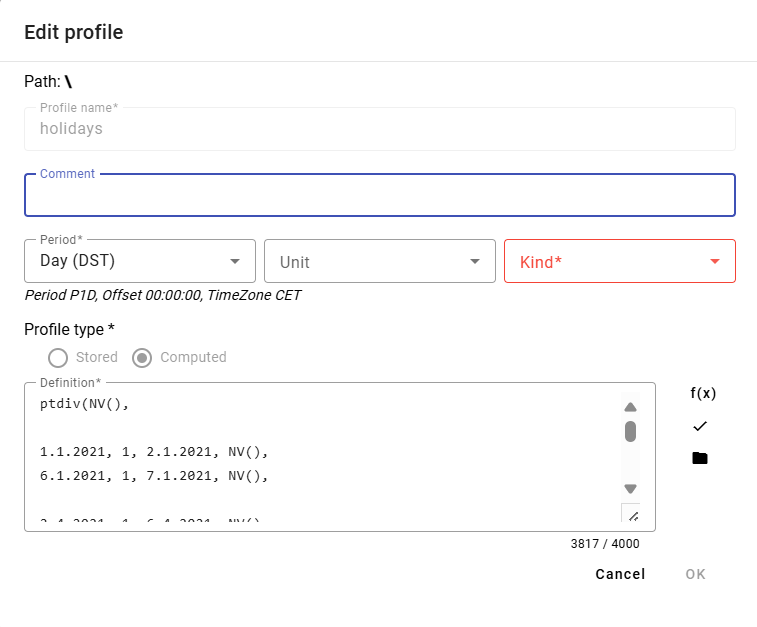 Edit profile
Path: \
Profile name*
holidays
Comment
Period*
Day (DST)
Unit
Kind*
Period P1D, Offset 00:00:00, TimeZone CET
Profile type *
Stored
Computed
Definition*
ptdiv(NV(),
1.1.2021, 1, 2.1.2021, NV(),
6.1.2021, 1, 7.1.2021, NV(),
f(x)
3817 / 4000
Cancel
OK